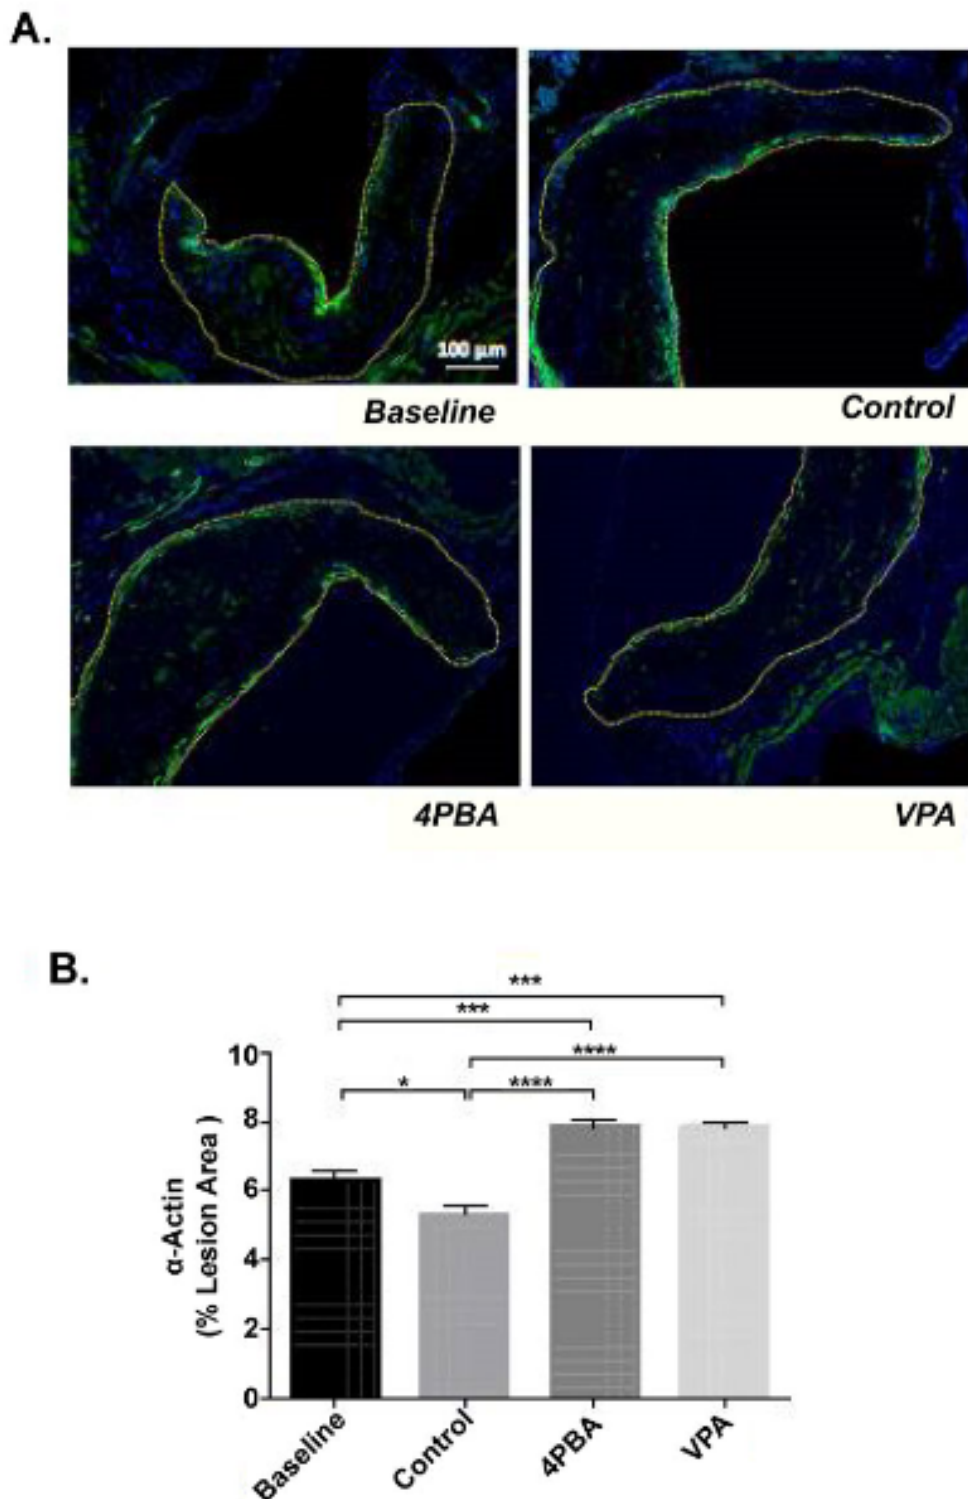 A.
100 µm
Baseline
Control
4PBA
VPA
B.
***
***
****
*
****
10
8
6
4
2
0
α-Actin
(% Lesion Area )
Baseline
Control
4PBA
VPA